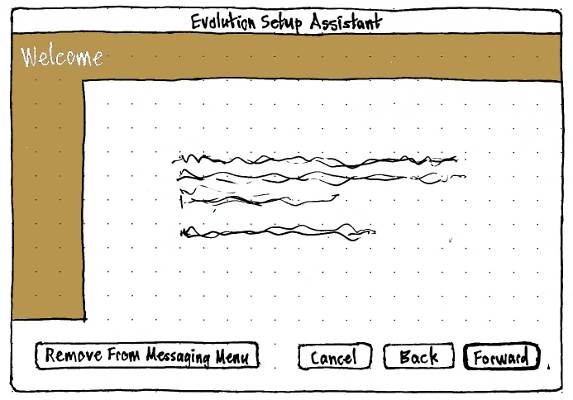 Evolution Setup Assistant
Welcome
Remove From Messaging Menu
Cancel
Back
Forward